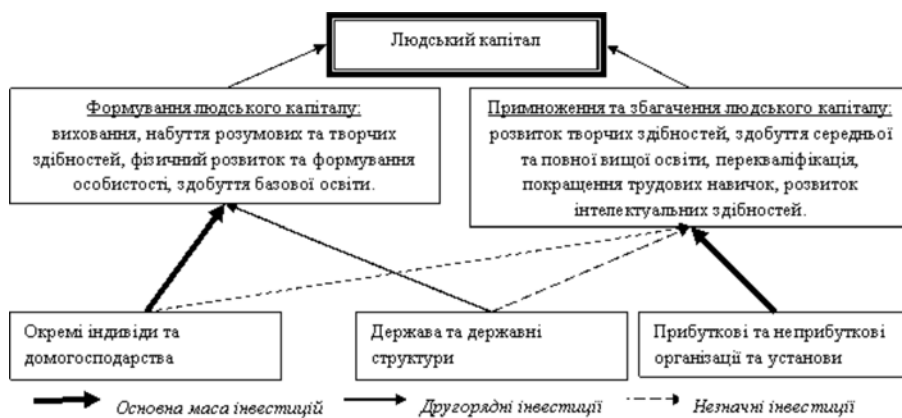 Людський капітал
Формування людського капіталу:
виховання, набуття розумових та творчих
здібностей, фізичний розвиток та формування
особистості, здобуття базової освіти.
Примноження та збагачення людського капіталу:
розвиток творчих здібностей, здобуття середньої
та повної вищої освіти, перекваліфікація,
покращення трудових навичок, розвиток
інтелектуальних здібностей.
Окремі індивіди та
домогосподарства
Держава та державні
структури
Прибуткові та неприбуткові
організації та установи
Основна маса інвестицій
Другорядні інвестиції
Незначні інвестиції